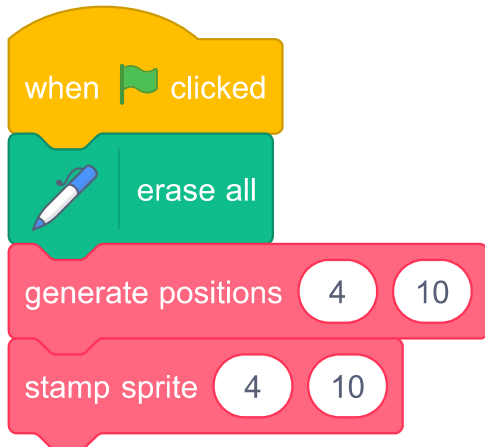 when clicked
erase all
generate positions 4 10
stamp sprite 4 10